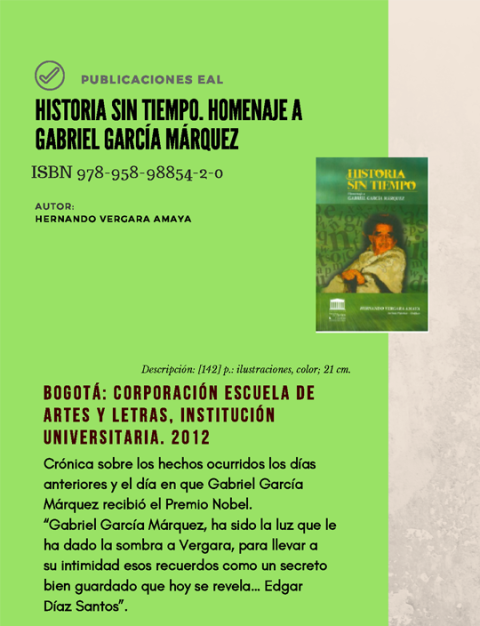 PUBLICACIONES EAL
HISTORIA SIN TIEMPO. HOMENAJE A
GABRIEL GARCÍA MÁRQUEZ
ISBN 978-958-98854-2-0
AUTOR:
HERNANDO VERGARA AMAYA
HISTORIA
SIN TIEMPO
GABRIEL GARCÍA MÁRQUEZ
HERNANDO VERGARA AMAYA
Descripción: [142] p.: ilustraciones, color; 21 cm.
BOGOTÁ: CORPORACIÓN ESCUELA DE
ARTES Y LETRAS, INSTITUCIÓN
UNIVERSITARIA. 2012
Crónica sobre los hechos ocurridos los días
anteriores y el día en que Gabriel García
Márquez recibió el Premio Nobel.
“Gabriel García Márquez, ha sido la luz que le
ha dado la sombra a Vergara, para llevar a
su intimidad esos recuerdos como un secreto
bien guardado que hoy se revela... Edgar
Díaz Santos”.